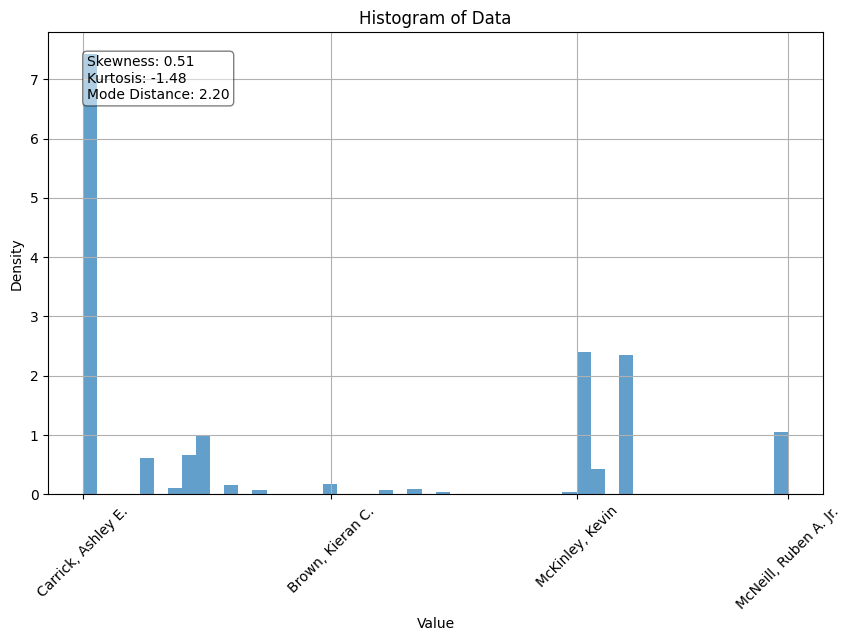 Histogram of Data
Skewness: 0.51
Kurtosis: -1.48
Mode Distance: 2.20
Density
7
6
5
4
3
2
1
0
Carrick, Ashley E.
Brown, Kieran C.
McKinley, Kevin
McNeill, Ruben A. Jr.
Value